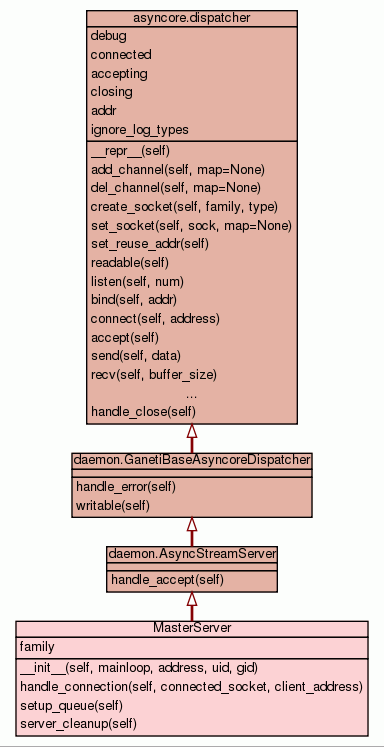 asyncore.dispatcher
debug
connected
accepting
closing
addr
ignore_log_types
__repr__(self)
add_channel(self, map=None)
del_channel(self, map=None)
create_socket(self, family, type)
set_socket(self, sock, map=None)
set_reuse_addr(self)
readable(self)
listen(self, num)
bind(self, addr)
connect(self, address)
accept(self)
send(self, data)
recv(self, buffer_size)
...
handle_close(self)
daemon.GanetiBaseAsyncoreDispatcher
handle_error(self)
writable(self)
daemon.AsyncStreamServer
handle_accept(self)
MasterServer
family
__init__(self, mainloop, address, uid, gid)
handle_connection(self, connected_socket, client_address)
setup_queue(self)
server_cleanup(self)